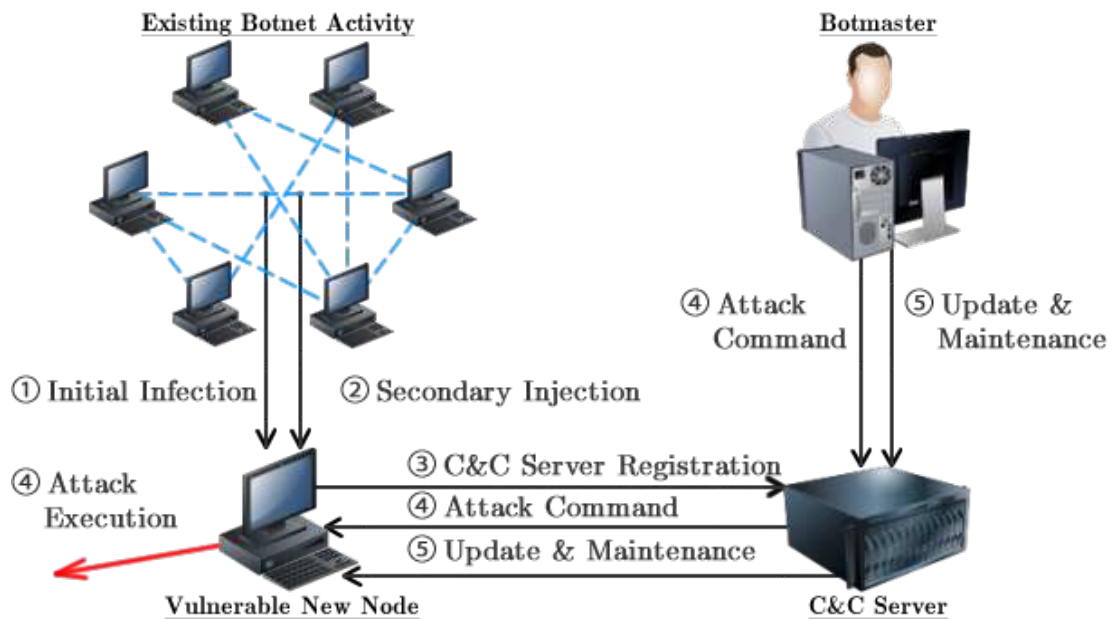 Existing Botnet Activity
Botmaster
④ Attack
Command
⑤ Update &
Maintenance
① Initial Infection
② Secondary Injection
③ C&C Server Registration
④ Attack
Execution
④ Attack Command
⑤ Update & Maintenance
Vulnerable New Node
C&C Server